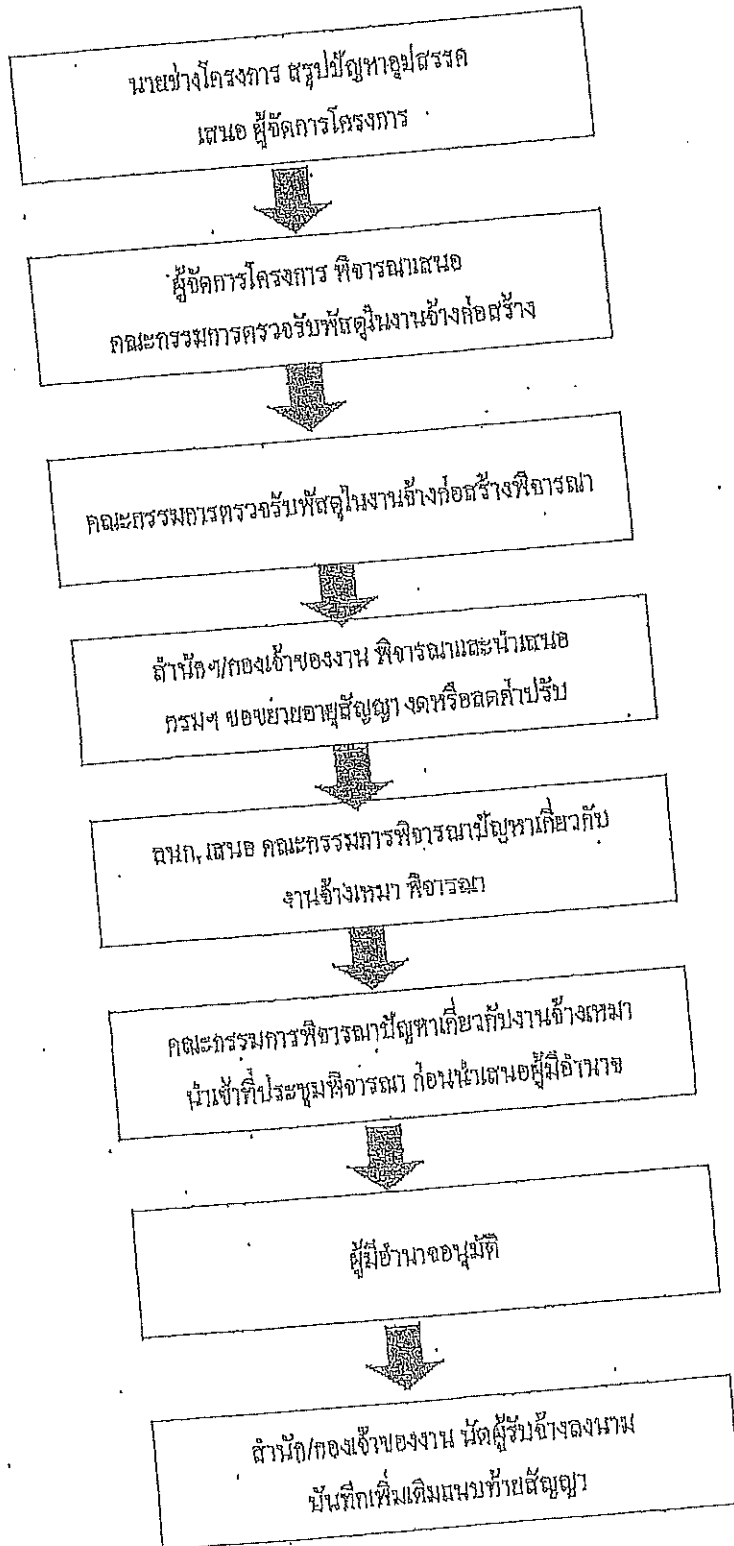 นายช่างโครงการ สรุปปัญหาอุปสรรค
เสนอ ผู้จัดการโครงการ
ผู้จัดการโครงการ พิจารณาเสนอ
คณะกรรมการตรวจรับพัสดุในงานจ้างก่อสร้าง
คณะกรรมการตรวจรับพัสดุในงานจ้างก่อสร้างพิจารณา
สำนักฯ/กองเจ้าของงาน พิจารณาและนำเสนอ
กรมฯ ขอขยายอายุสัญญา งดหรือลดค่าปรับ
ลนก. เสนอ คณะกรรมการพิจารณาปัญหาเกี่ยวกับ
งานจ้างเหมา พิจารณา
คณะกรรมการพิจารณาปัญหาเกี่ยวกับงานจ้างเหมา
นำเข้าที่ประชุมพิจารณา ก่อนนำเสนอผู้มีอำนาจ
ผู้มีอำนาจอนุมัติ
สำนัก/กองเจ้าของงาน นัดผู้รับจ้างลงนาม
บันทึกเพิ่มเติมแนบท้ายสัญญา